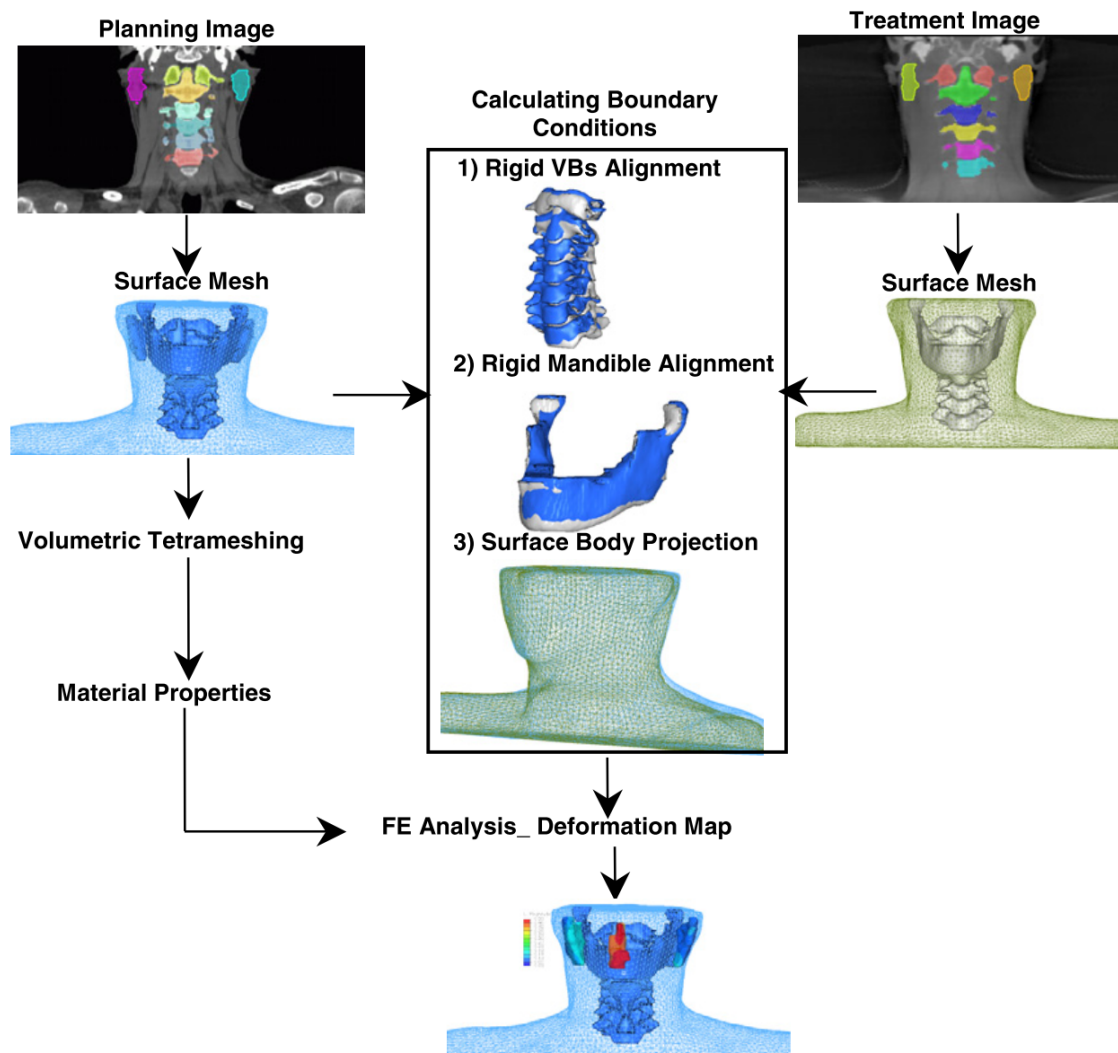 Planning Image
Treatment Image
Calculating Boundary
Conditions
1) Rigid VBs Alignment
Surface Mesh
Surface Mesh
2) Rigid Mandible Alignment
3) Surface Body Projection
Volumetric Tetrameshing
Material Properties
FE Analysis_ Deformation Map